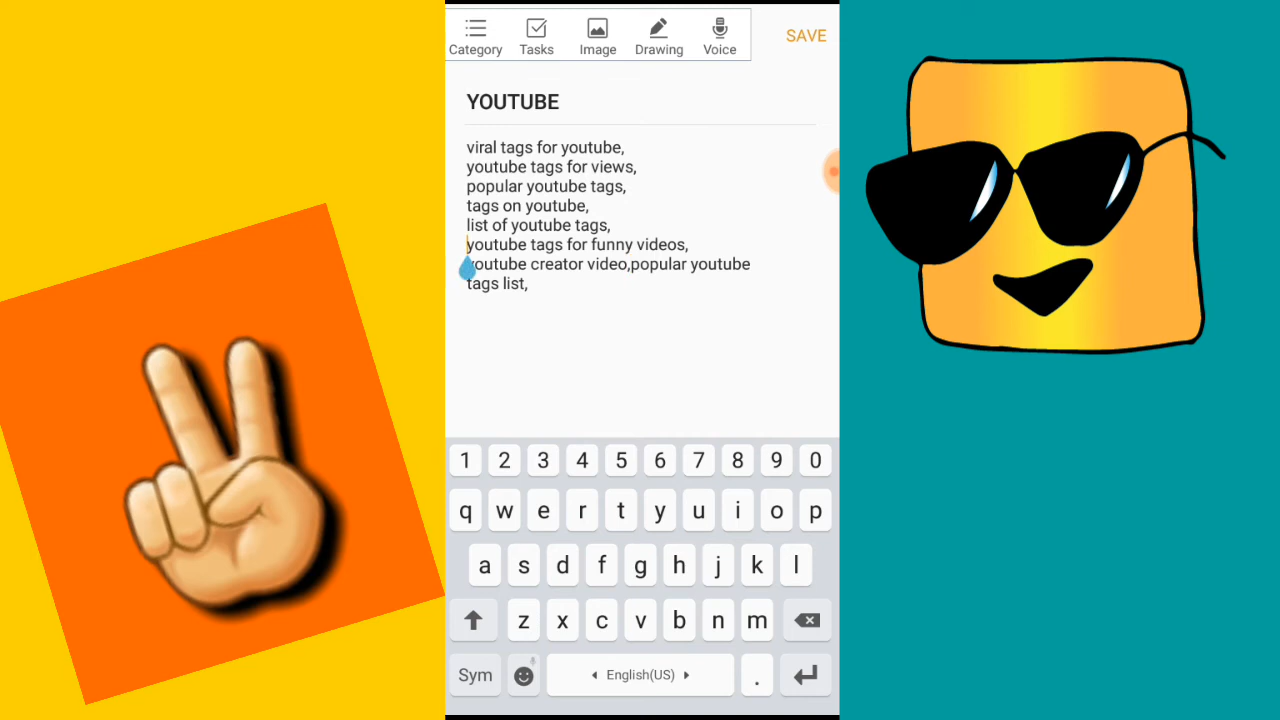 Category Tasks Image Drawing Voice SAVE
YOUTUBE
viral tags for youtube,
youtube tags for views,
popular youtube tags,
tags on youtube,
list of youtube tags,
youtube tags for funny videos,
youtube creator video,popular youtube
tags list,
1 2 3 4 5 6 7 8 9 0
q w e r t y u i o p
a s d f g h j k l
z x c v b n m
Sym English(US) .